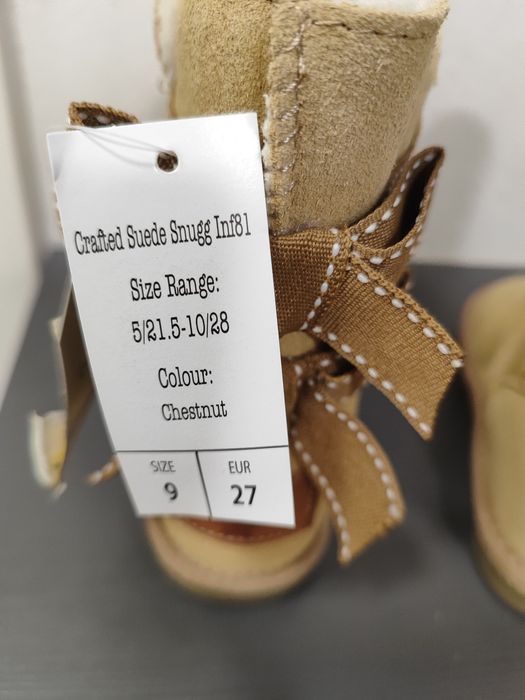 Crafted Suede Snugg Inf81
Size Range:
5/21.5-10/28
Colour:
Chestnut
SIZE EUR
9 27